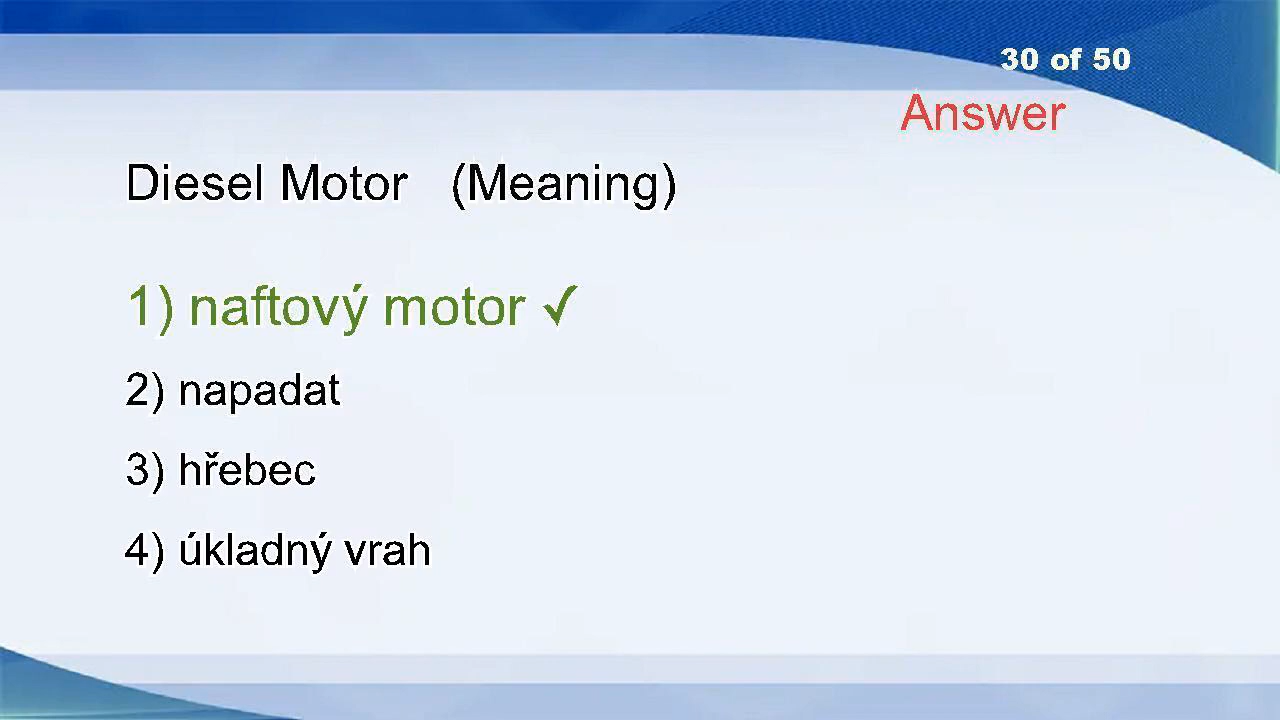 30 of 50
Answer
Diesel Motor (Meaning)
1) naftový motor ✓
2) napadat
3) hřebec
4) úkladný vrah